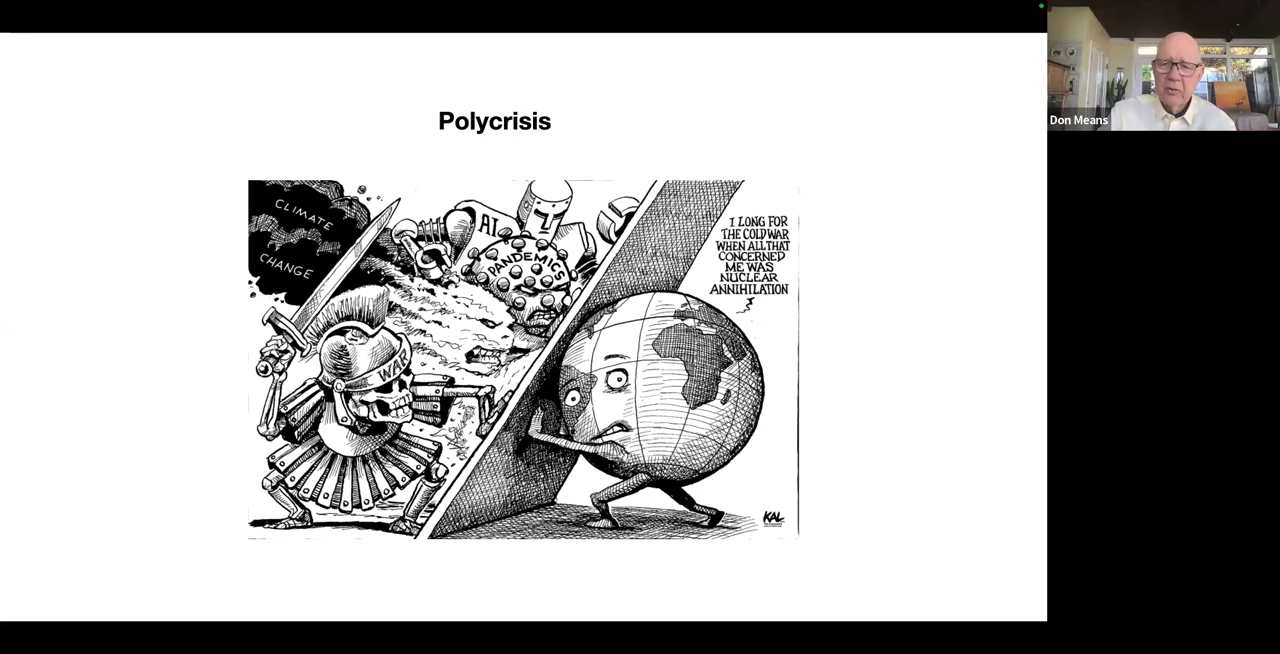 Polycrisis
CLIMATE
CHANGE
AI
PANDEMICS
WAR
I LONG FOR
THE COLD WAR
WHEN ALL THAT
CONCERNED
ME WAS
NUCLEAR
ANNIHILATION
KAL
Don Means